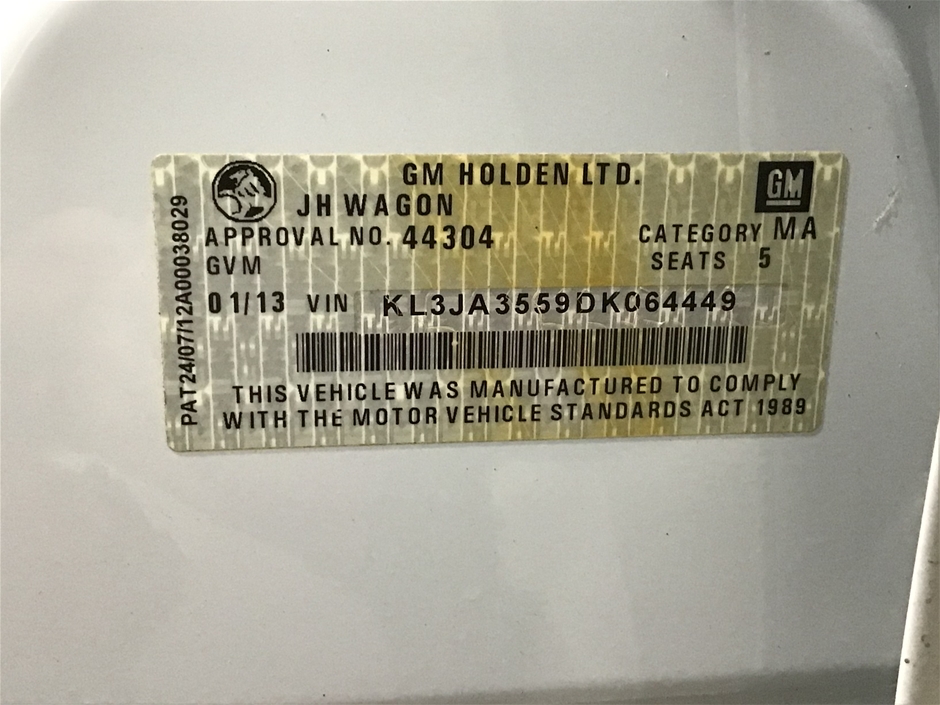 GM HOLDEN LTD.
GM
JH WAGON
APPROVAL NO. 44304
CATEGORY MA
GVM
SEATS 5
01/13 VIN KL3JA3559DK064449
THIS VEHICLE WAS MANUFACTURED TO COMPLY
WITH THE MOTOR VEHICLE STANDARDS ACT 1989
PAT24/07/12A00038029